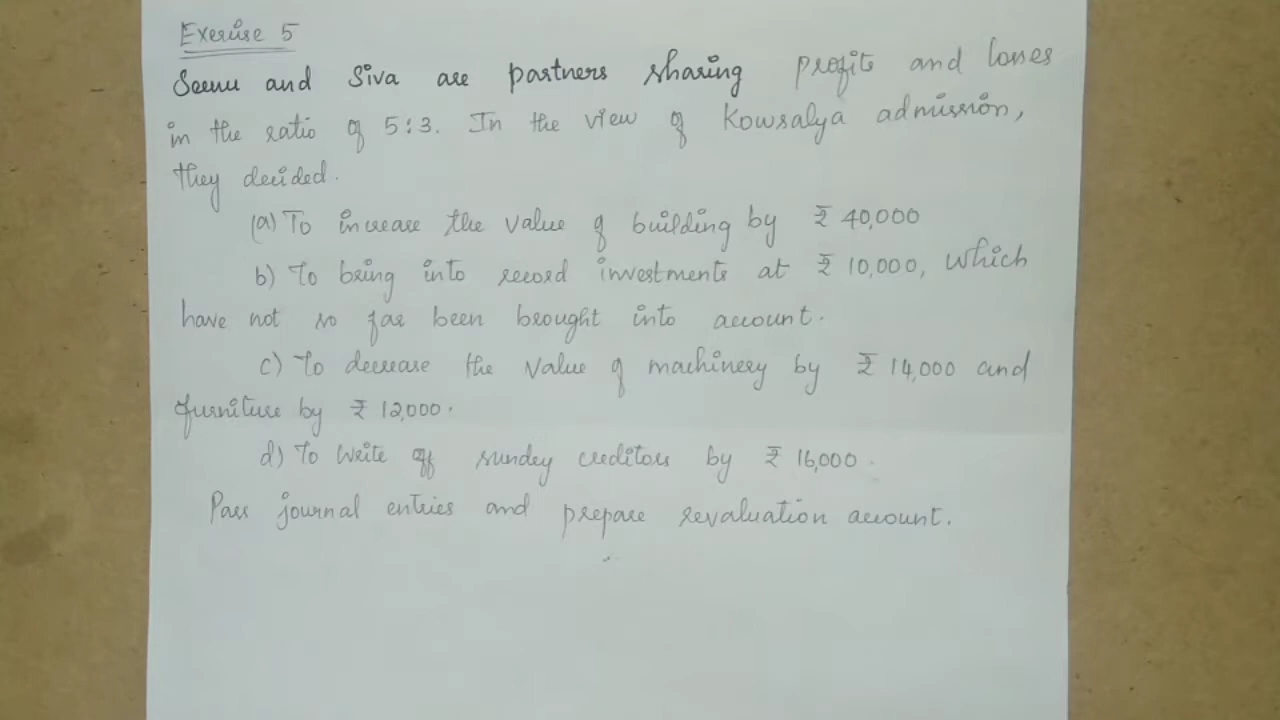 Exercise 5
Seenu and Siva are partners sharing profits and losses
in the ratio of 5:3. In the view of Kowsalya admission,
they decided.
(a) To increase the value of building by ₹ 40,000
b) To bring into record investments at ₹ 10,000, which
have not so far been brought into account.
c) To decrease the value of machinery by ₹ 14,000 and
furniture by ₹ 12,000.
d) To write off sundry creditors by ₹ 16,000.
Pass journal entries and prepare revaluation account.